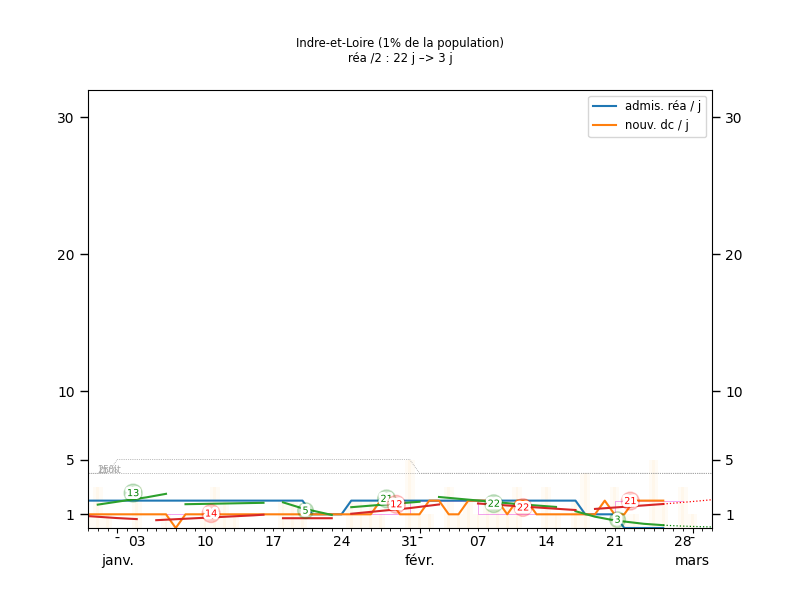 Indre-et-Loire (1% de la population)
réa /2 : 22 j –> 3 j
admis. réa / j
nouv. dc / j
30 30
20 20
10 10
5 5
1 1
13 14 5 21 12 22 22 3 21
- 03 10 17 24 31 07 14 21 28
janv. févr. mars